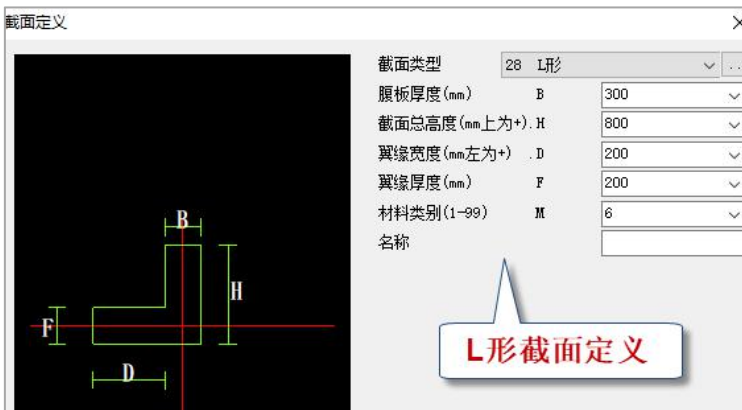 截面定义
截面类型 28 L形 ..
腹板厚度(mm) B 300
截面总高度(mm上为+).H 800
翼缘宽度(mm左为+) .D 200
翼缘厚度(mm) F 200
材料类别(1-99) M 6
名称
B
H
F
D
L形截面定义